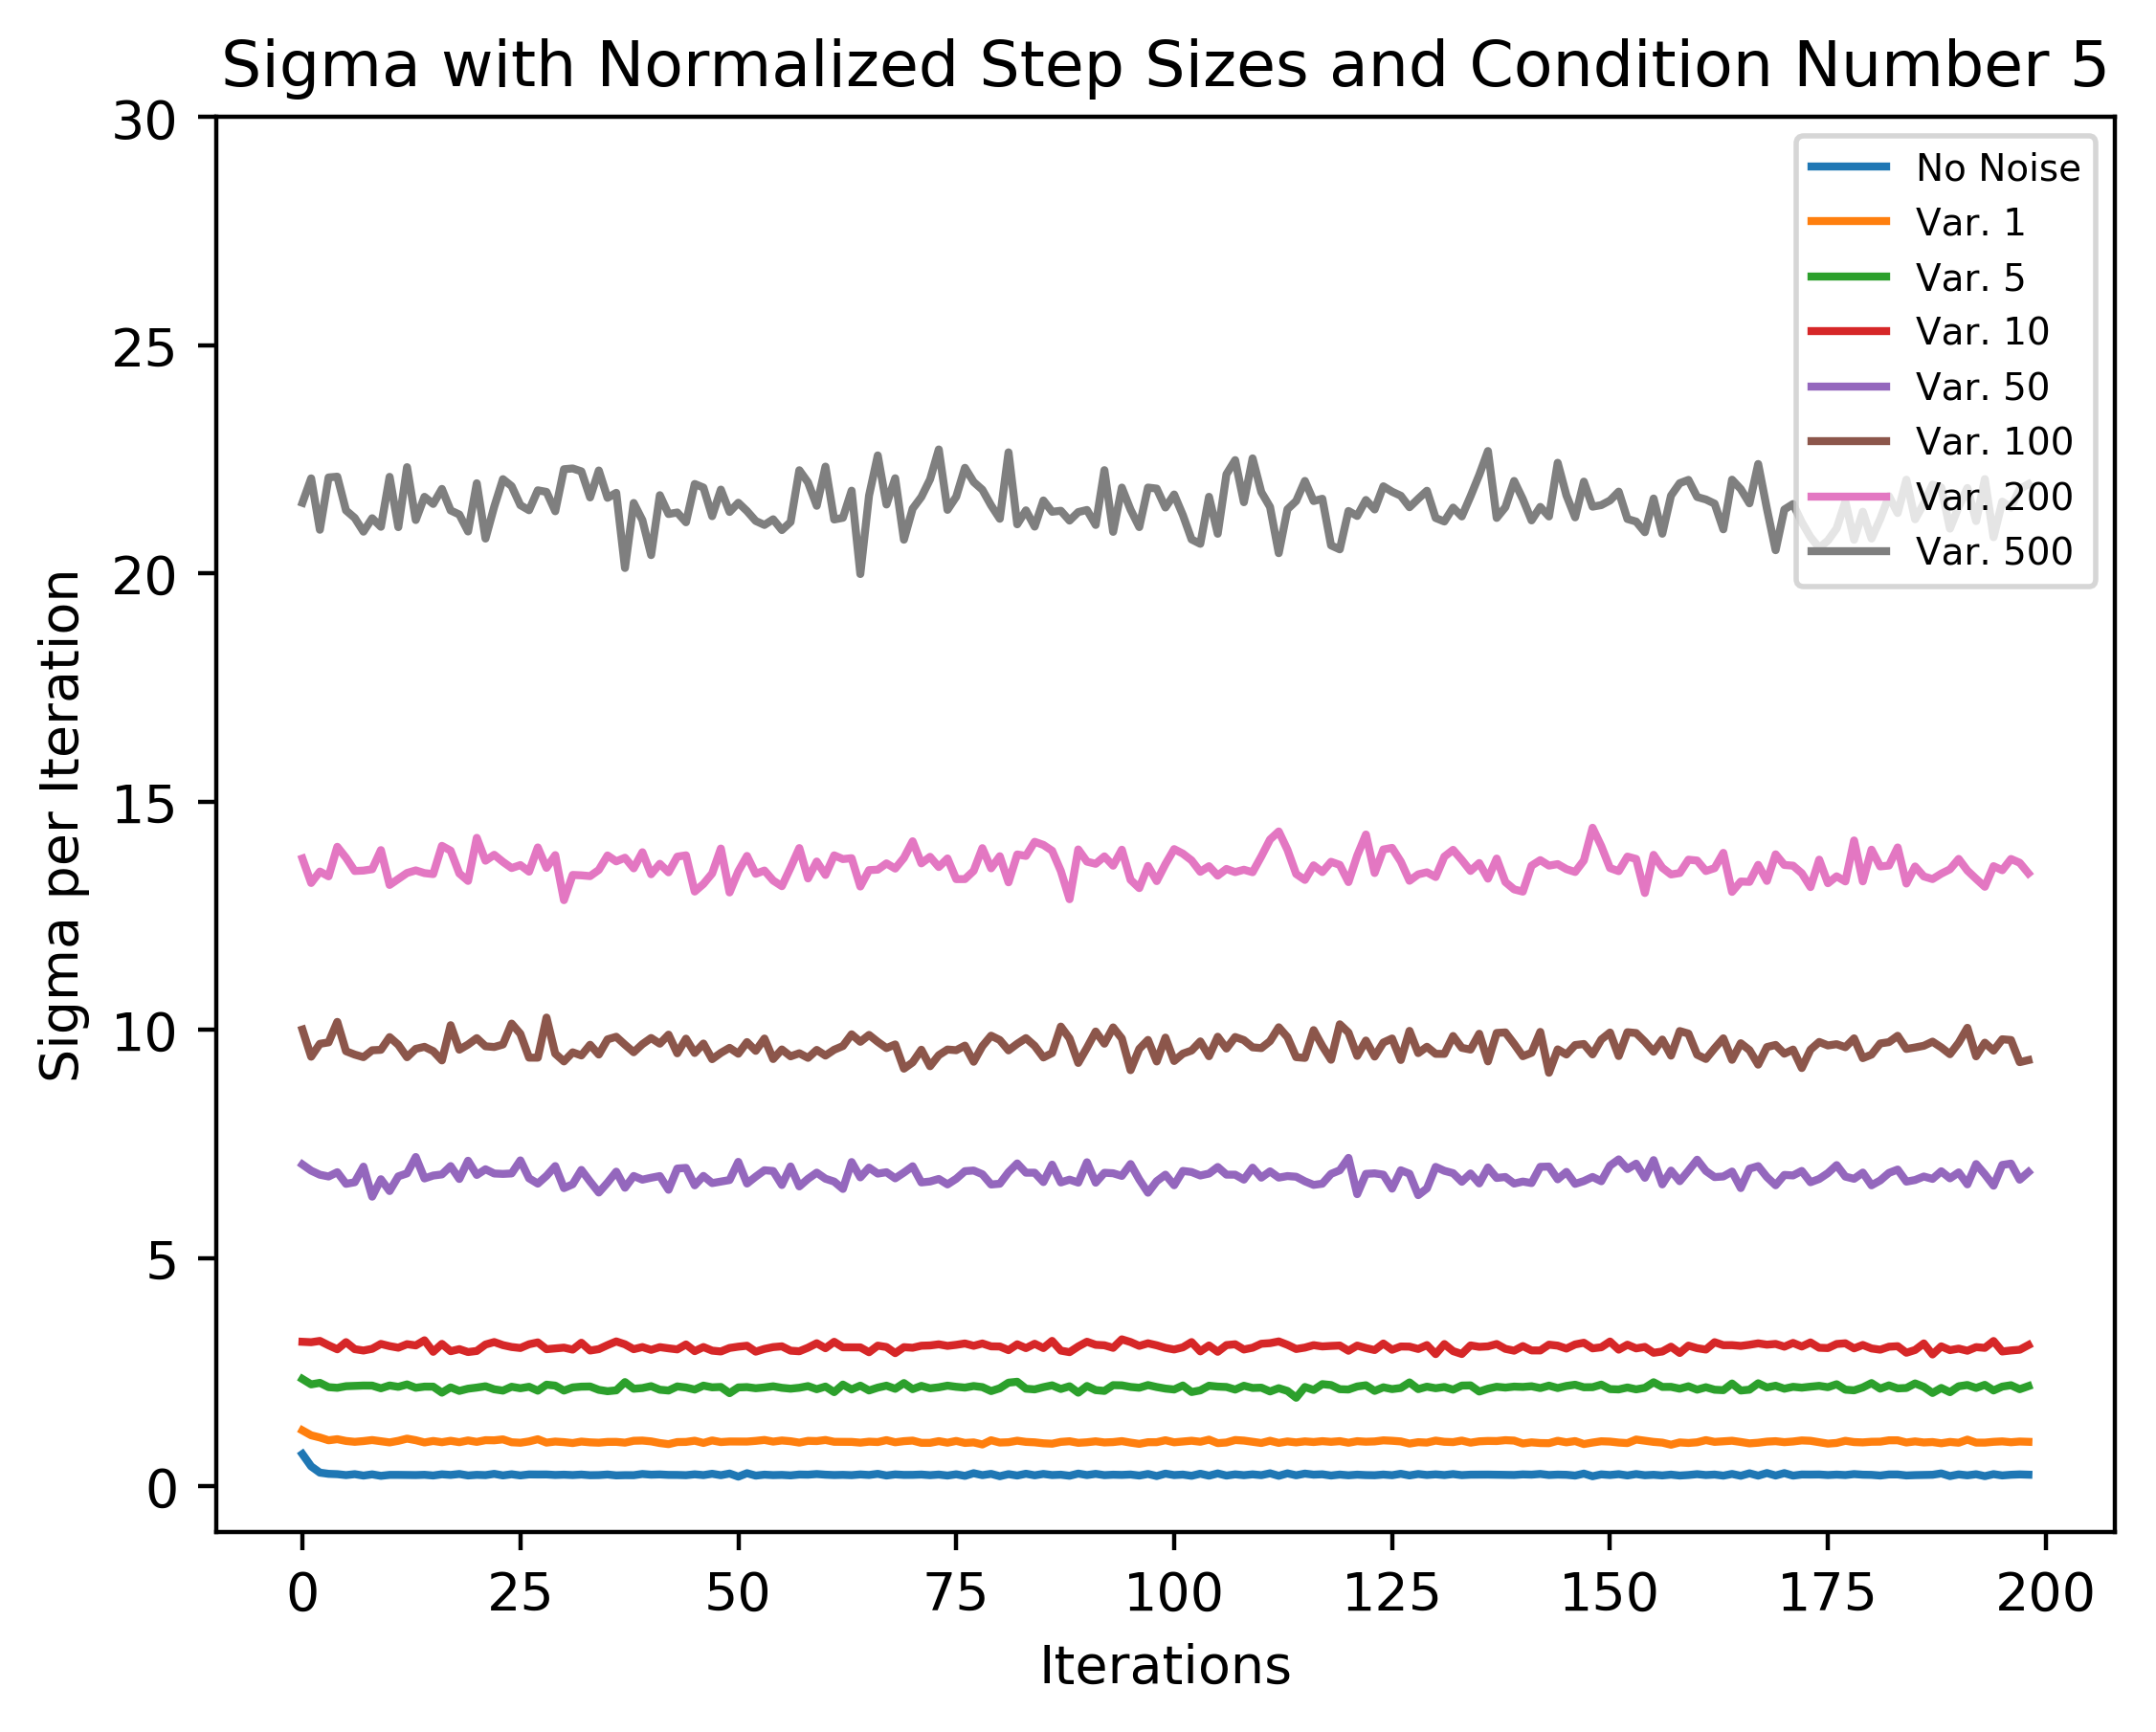 Sigma with Normalized Step Sizes and Condition Number 5
30
25
20
15
10
5
0
Sigma per Iteration
No Noise
Var. 1
Var. 5
Var. 10
Var. 50
Var. 100
Var. 200
Var. 500
0 25 50 75 100 125 150 175 200
Iterations